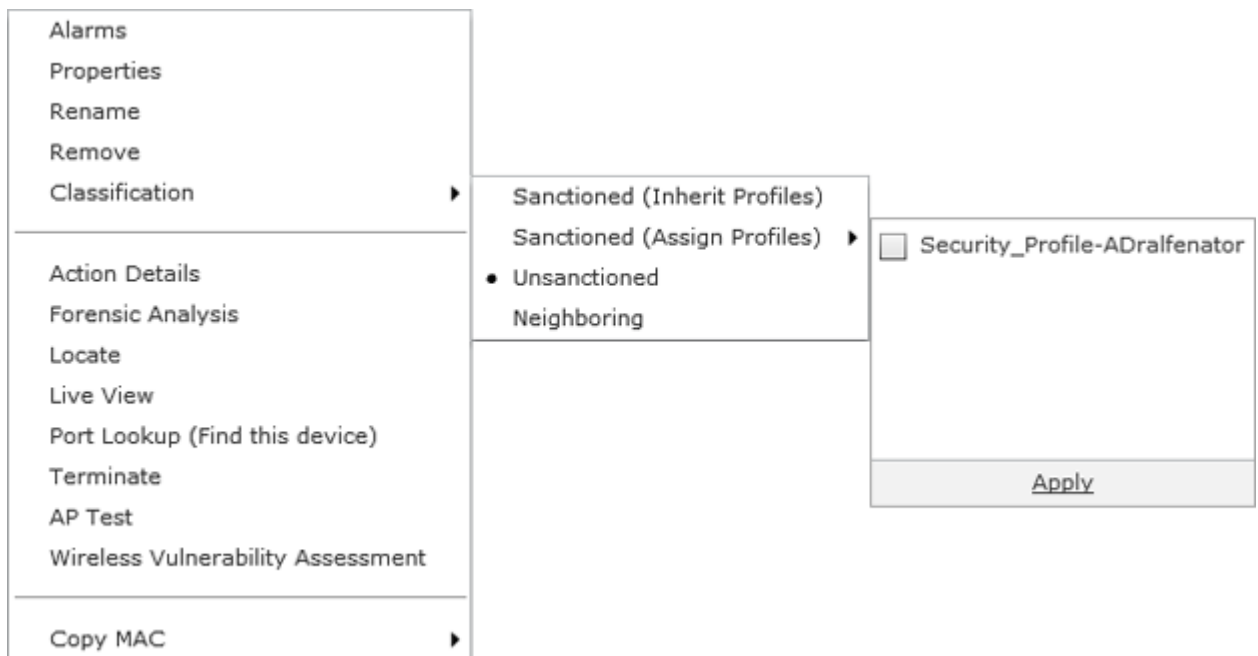 Alarms
Properties
Rename
Remove
Classification
Sanctioned (Inherit Profiles)
Sanctioned (Assign Profiles)
Unsanctioned
Neighboring
Security_Profile-ADralfenator
Apply
Action Details
Forensic Analysis
Locate
Live View
Port Lookup (Find this device)
Terminate
AP Test
Wireless Vulnerability Assessment
Copy MAC